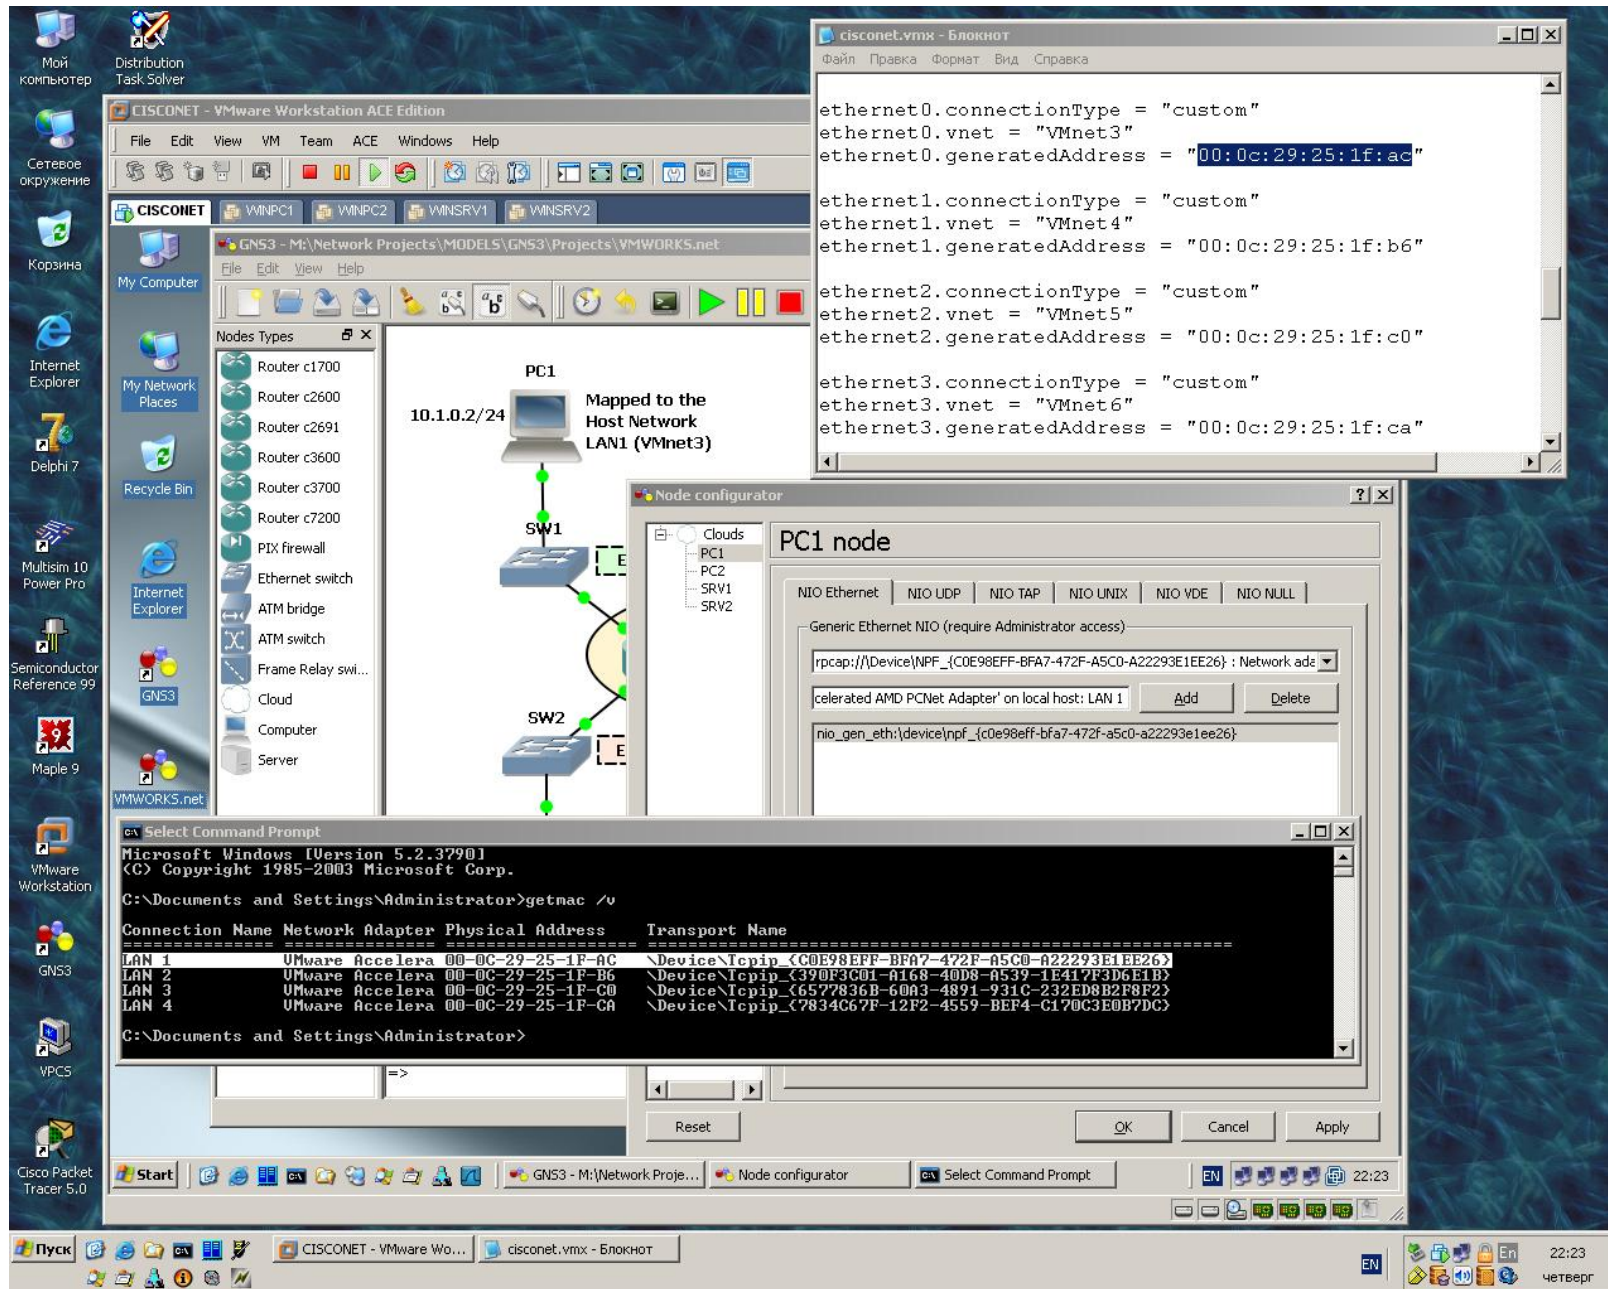 Мой
компьютер
Distribution
Task Solver
Сетевое
окружение
Корзина
Internet
Explorer
Delphi 7
Multisim 10
Power Pro
Semiconductor
Reference 99
Maple 9
VMware
Workstation
GNS3
VPCS
Cisco Packet
Tracer 5.0
CISCONET - VMware Workstation ACE Edition
File Edit View VM Team ACE Windows Help
CISCONET WINPC1 WINPC2 WINSRV1 WINSRV2
My Computer
My Network
Places
Recycle Bin
Internet
Explorer
GNS3
VMWORKS.net
GNS3 - M:\Network Projects\MODELS\GNS3\Projects\VMWORKS.net
File Edit View Help
Nodes Types
Router c1700
Router c2600
Router c2691
Router c3600
Router c3700
Router c7200
PIX firewall
Ethernet switch
ATM bridge
ATM switch
Frame Relay swi...
Cloud
Computer
Server
PC1
10.1.0.2/24
Mapped to the
Host Network
LAN1 (VMnet3)
SW1
E
SW2
E
=>
cisconet.vmx - Блокнот
Файл Правка Формат Вид Справка
ethernet0.connectionType = "custom"
ethernet0.vnet = "VMnet3"
ethernet0.generatedAddress = "00:0c:29:25:1f:ac"
ethernet1.connectionType = "custom"
ethernet1.vnet = "VMnet4"
ethernet1.generatedAddress = "00:0c:29:25:1f:b6"
ethernet2.connectionType = "custom"
ethernet2.vnet = "VMnet5"
ethernet2.generatedAddress = "00:0c:29:25:1f:c0"
ethernet3.connectionType = "custom"
ethernet3.vnet = "VMnet6"
ethernet3.generatedAddress = "00:0c:29:25:1f:ca"
Node configurator
Clouds
PC1
PC2
SRV1
SRV2
PC1 node
NIO Ethernet NIO UDP NIO TAP NIO UNIX NIO VDE NIO NULL
Generic Ethernet NIO (require Administrator access)
rpcap://\Device\NPF_{C0E98EFF-BFA7-472F-A5C0-A22293E1EE26} : Network ada
celerated AMD PCNet Adapter' on local host: LAN 1 Add Delete
nio_gen_eth:\device\npf_{c0e98eff-bfa7-472f-a5c0-a22293e1ee26}
Reset OK Cancel Apply
Select Command Prompt
Microsoft Windows [Version 5.2.3790]
(C) Copyright 1985-2003 Microsoft Corp.
C:\Documents and Settings\Administrator>getmac /v
Connection Name Network Adapter Physical Address Transport Name
=============== =============== =================== ==========================================================
LAN 1 VMware Accelera 00-0C-29-25-1F-AC \Device\Tcpip_{C0E98EFF-BFA7-472F-A5C0-A22293E1EE26}
LAN 2 VMware Accelera 00-0C-29-25-1F-B6 \Device\Tcpip_{390F3C01-A168-40D8-A539-1E417F3D6E1B}
LAN 3 VMware Accelera 00-0C-29-25-1F-C0 \Device\Tcpip_{6577836B-60A3-4891-931C-232ED8B2F8F2}
LAN 4 VMware Accelera 00-0C-29-25-1F-CA \Device\Tcpip_{7834C67F-12F2-4559-BEF4-C170C3E0B7DC}
C:\Documents and Settings\Administrator>
Start GNS3 - M:\Network Proje... Node configurator Select Command Prompt EN 22:23
Пуск CISCONET - VMware Wo... cisconet.vmx - Блокнот EN En 22:23
четверг